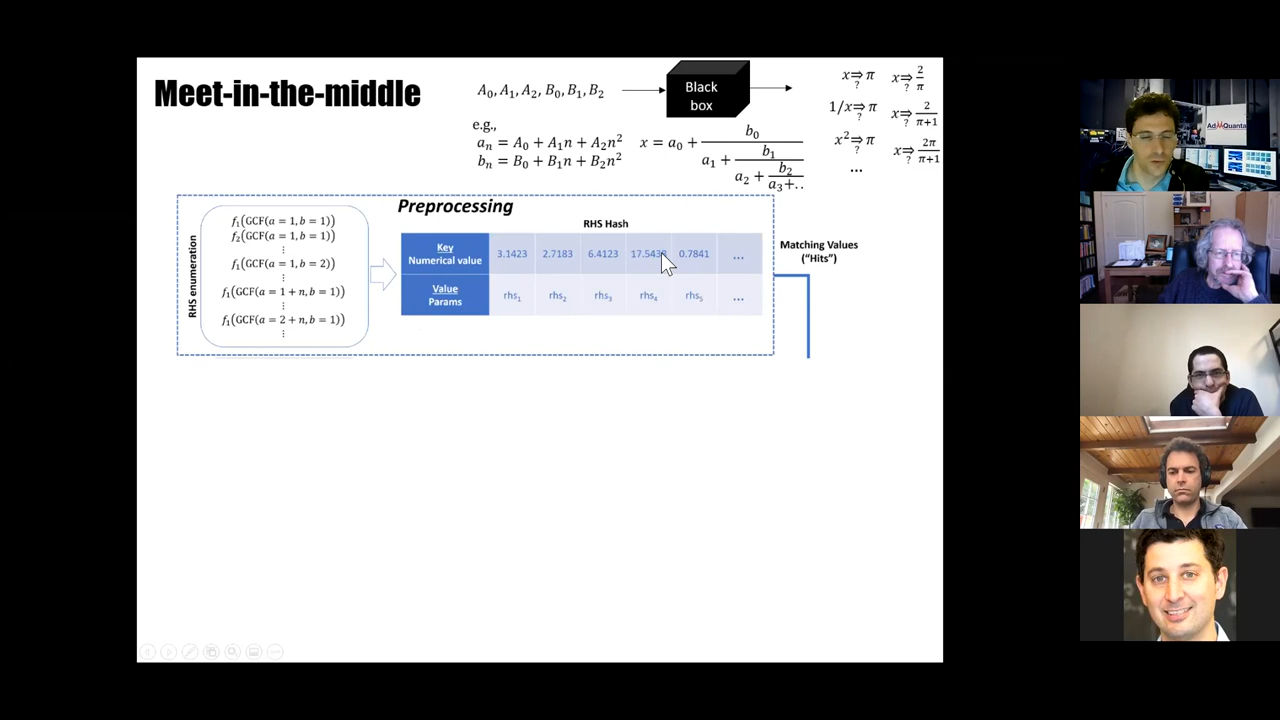 Meet-in-the-middle
A₀, A₁, A₂, B₀, B₁, B₂
Black
box
e.g.,
aₙ = A₀ + A₁n + A₂n²
bₙ = B₀ + B₁n + B₂n²
x = a₀ +
b₀
a₁ +
b₁
a₂ +
b₂
a₃+..
x ⇒ π
?
x ⇒ 2/π
?
1/x ⇒ π
?
x ⇒ 2/π+1
?
x² ⇒ π
?
x ⇒ 2π/π+1
?
...
Preprocessing
RHS enumeration
f₁(GCF(a = 1, b = 1))
f₂(GCF(a = 1, b = 1))
⋮
f₁(GCF(a = 1, b = 2))
⋮
f₁(GCF(a = 1 + n, b = 1))
⋮
f₁(GCF(a = 2 + n, b = 1))
⋮
RHS Hash
Key
Numerical value
3.1423 2.7183 6.4123 0.7841 ...
Value
Params
rhs₁ rhs₂ rhs₃ rhs₄ rhs₅ ...
Matching Values
("Hits")
AdQuanta